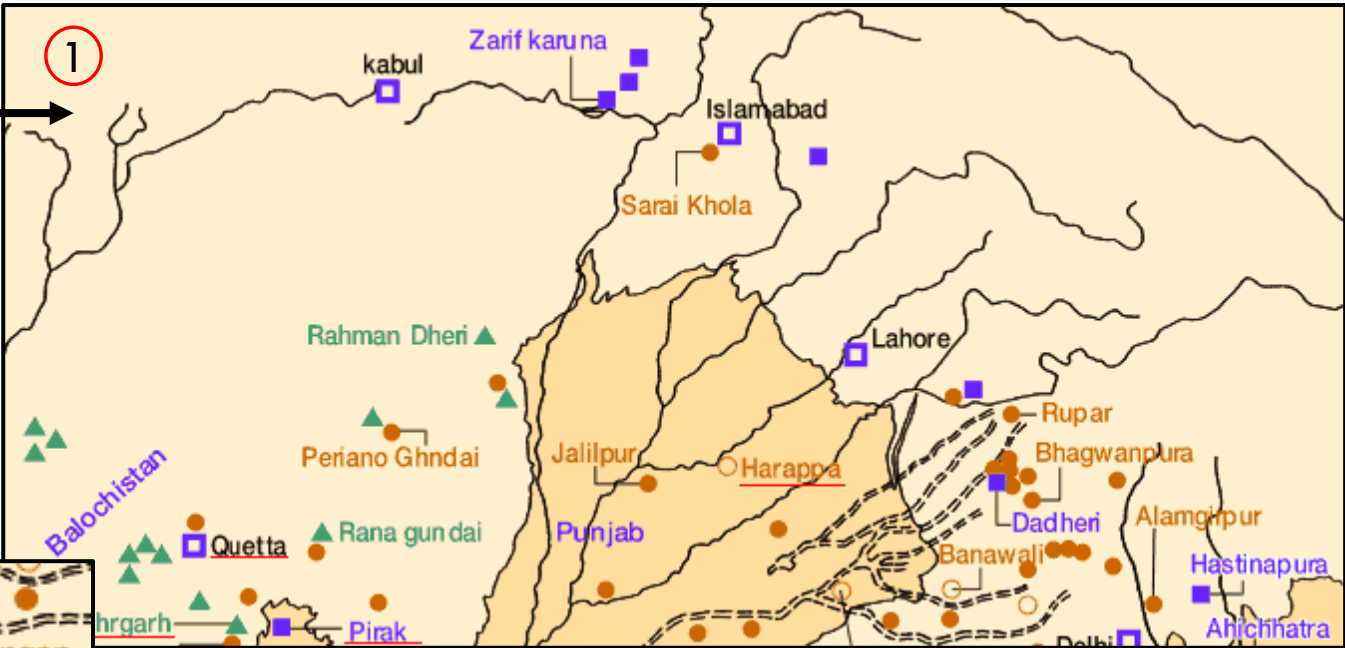 1
Zarif karuna
kabul
Islamabad
Sarai Khola
Rahman Dheri
Lahore
Periano Ghndai
Jalilpur
Harappa
Rupar
Bhagwanpura
Balochistan
Quetta
Rana gundai
Punjab
Dadheri
Alamgirpur
Banawali
Hastinapura
hrgarh
Pirak
Delhi
Ahichhatra